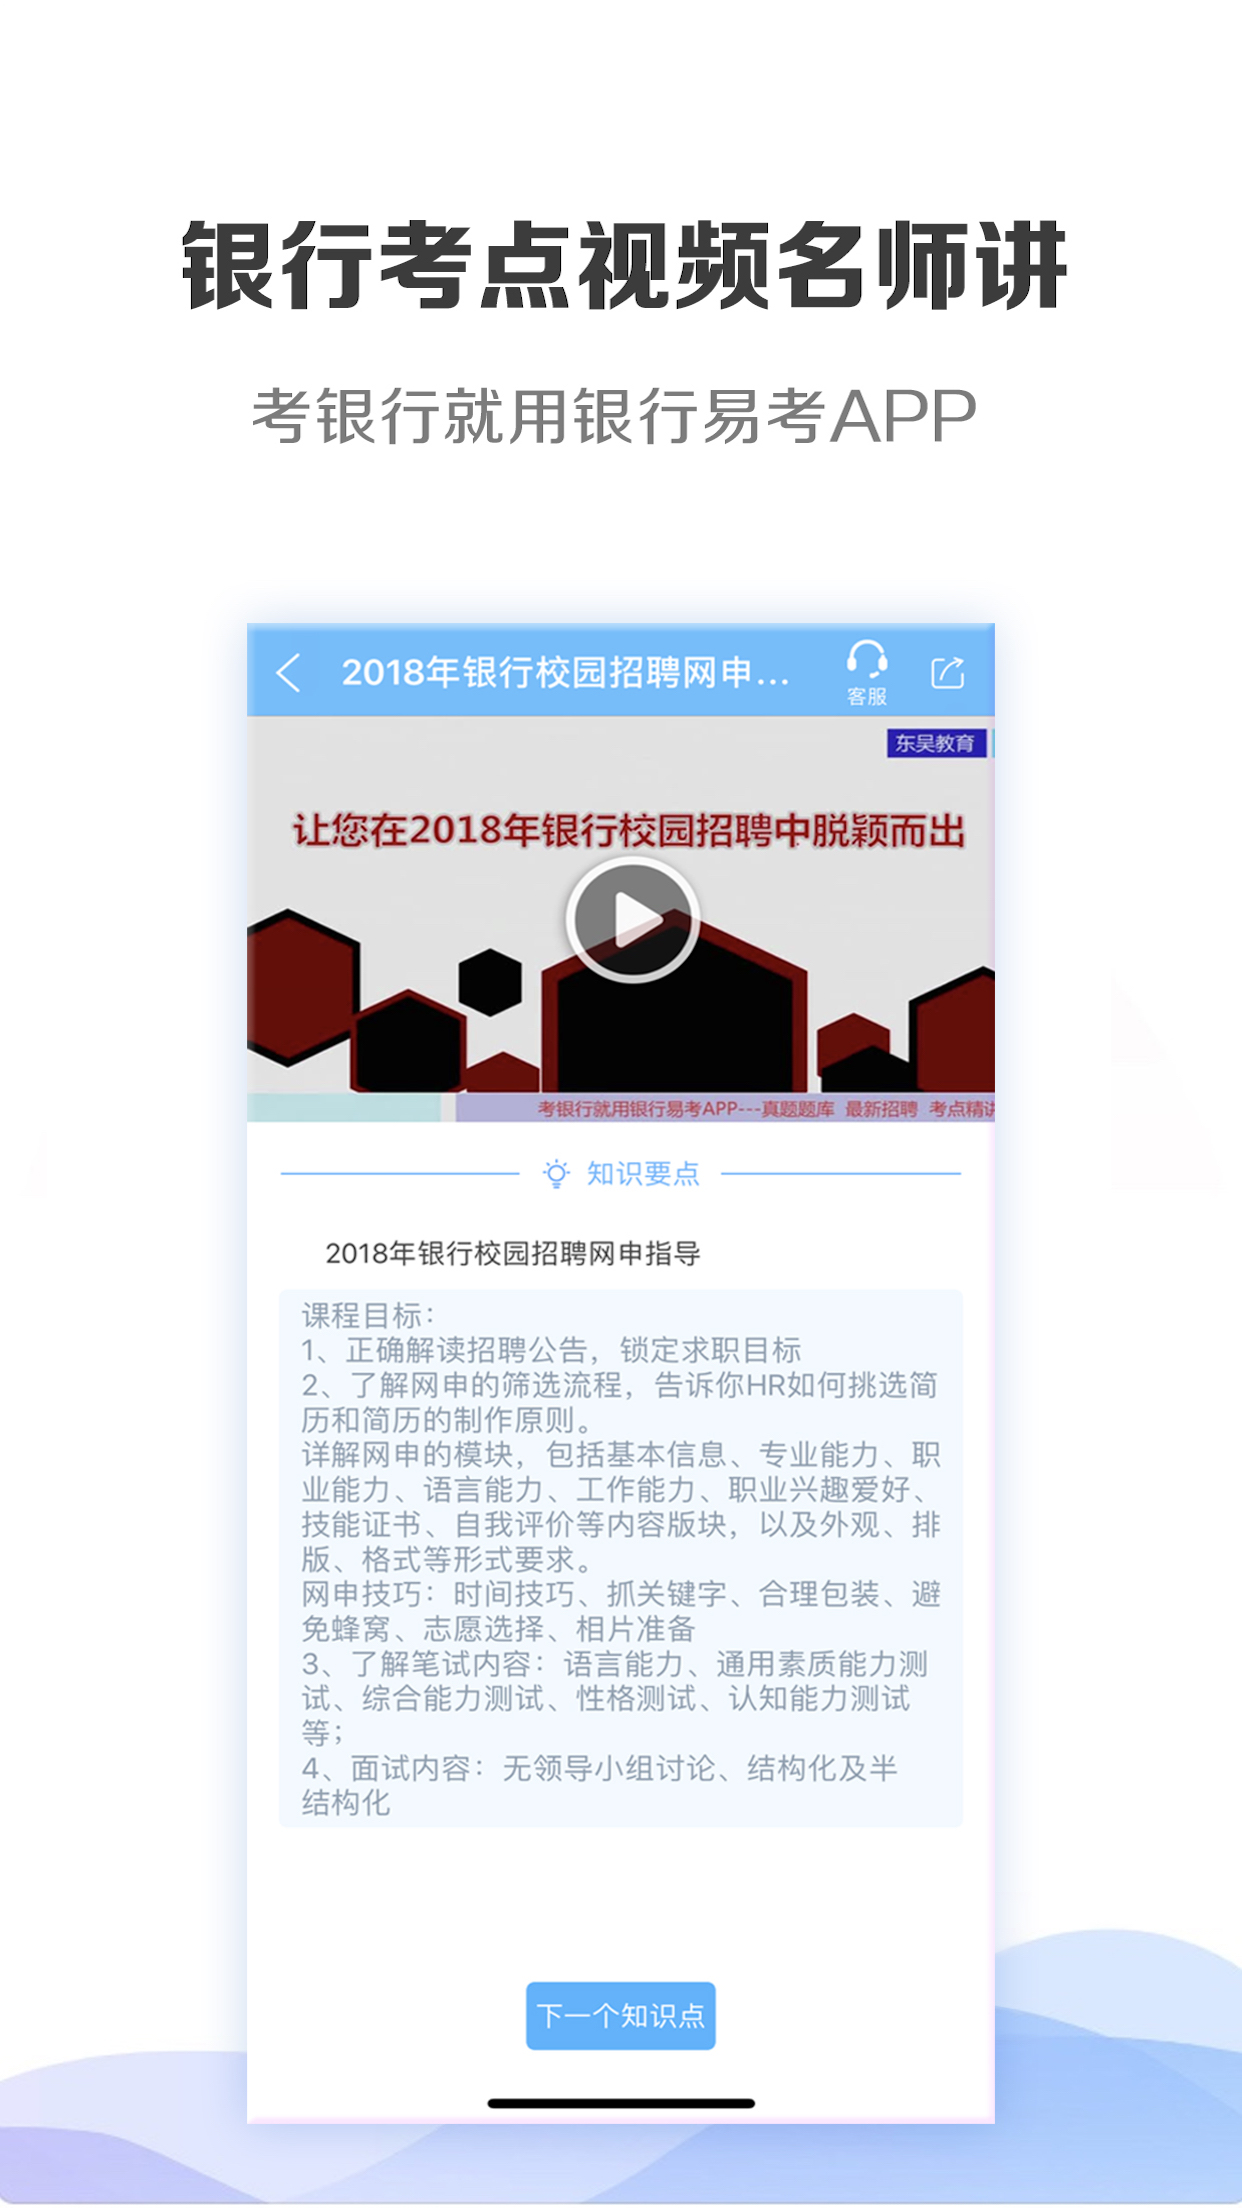 银行考点视频名师讲
考银行就用银行易考APP
2018年银行校园招聘网申...
客服
东吴教育
让您在2018年银行校园招聘中脱颖而出
考银行就用银行易考APP---真题题库 最新招聘 考点精讲
知识要点
2018年银行校园招聘网申指导
课程目标：
1、正确解读招聘公告，锁定求职目标
2、了解网申的筛选流程，告诉你HR如何挑选简
历和简历的制作原则。
详解网申的模块，包括基本信息、专业能力、职
业能力、语言能力、工作能力、职业兴趣爱好、
技能证书、自我评价等内容版块，以及外观、排
版、格式等形式要求。
网申技巧：时间技巧、抓关键字、合理包装、避
免蜂窝、志愿选择、相片准备
3、了解笔试内容：语言能力、通用素质能力测
试、综合能力测试、性格测试、认知能力测试
等；
4、面试内容：无领导小组讨论、结构化及半
结构化
下一个知识点